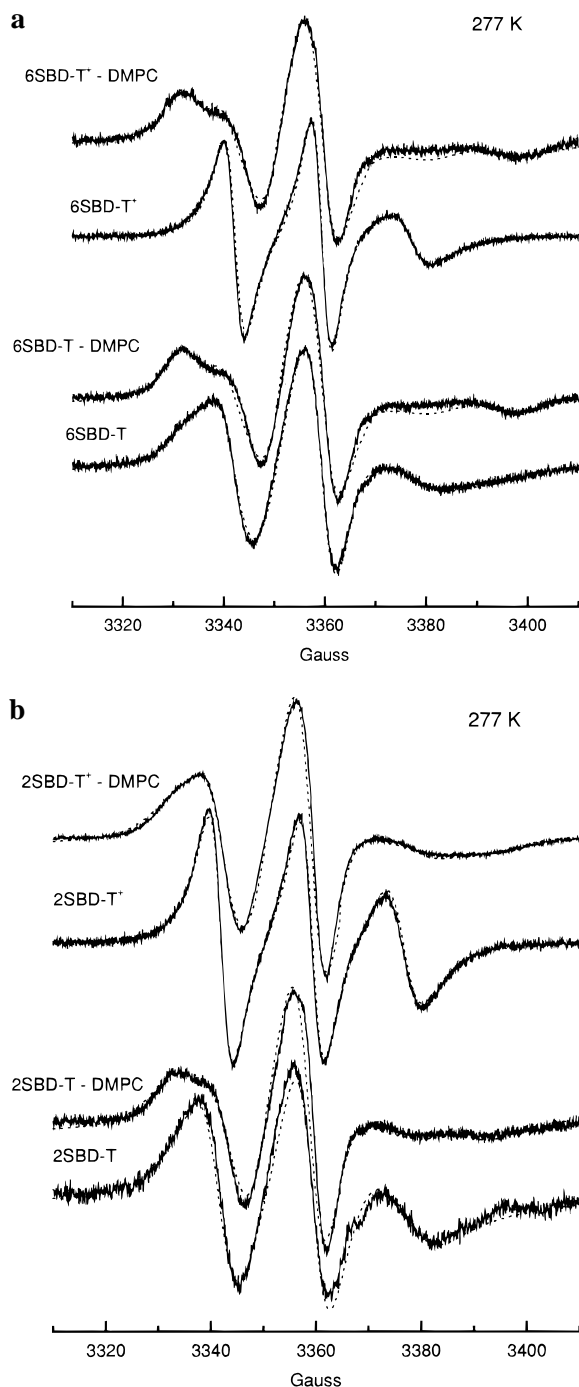 a
277 K
6SBD-T⁺ - DMPC
6SBD-T⁺
6SBD-T - DMPC
6SBD-T
3320 3340 3360 3380 3400
Gauss
b
277 K
2SBD-T⁺ - DMPC
2SBD-T⁺
2SBD-T - DMPC
2SBD-T
3320 3340 3360 3380 3400
Gauss